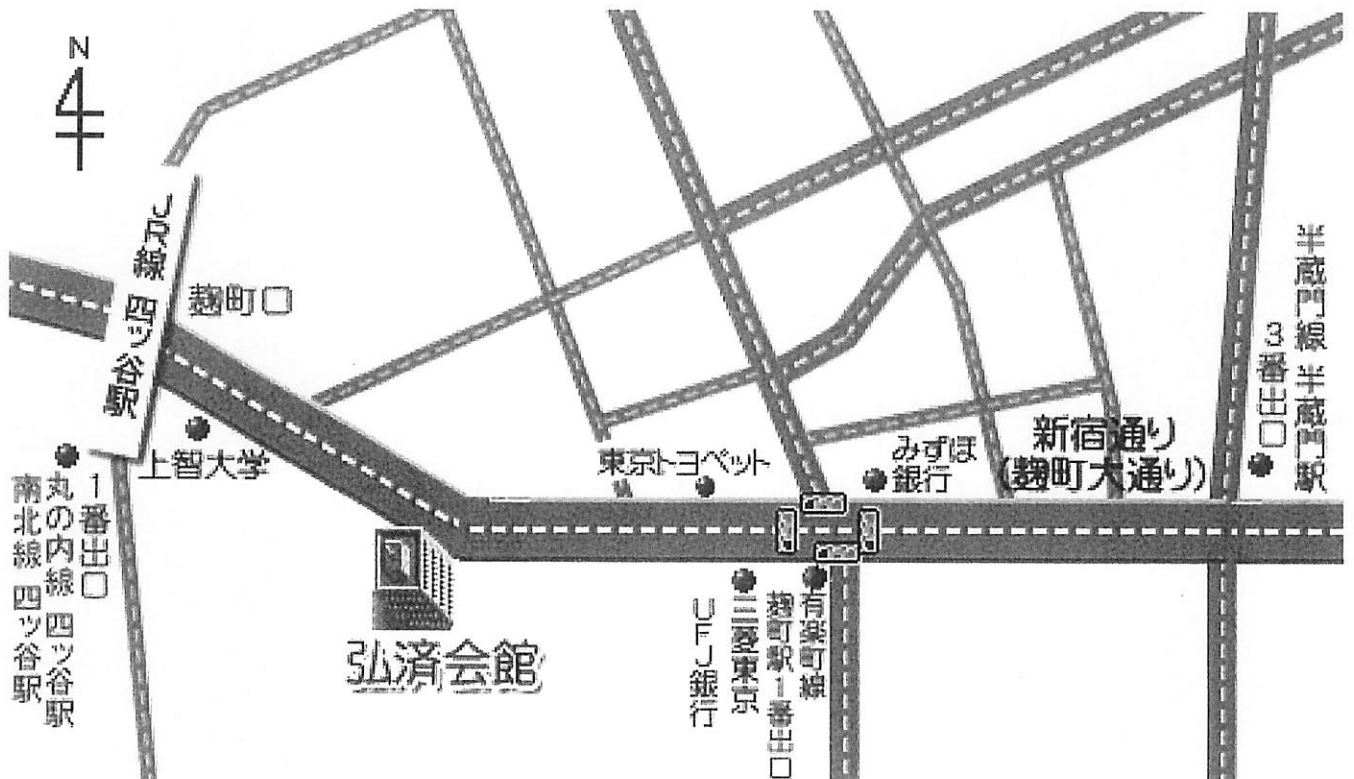 N
JR線 四ッ谷駅
麹町口
上智大学
1番出口
丸の内線 四ッ谷駅
南北線 四ッ谷駅
弘済会館
東京トヨペット
みずほ
銀行
新宿通り
(麹町大通り)
半蔵門線 半蔵門駅
3番出口
有楽町線
麹町駅1番出口
三菱東京
UFJ銀行